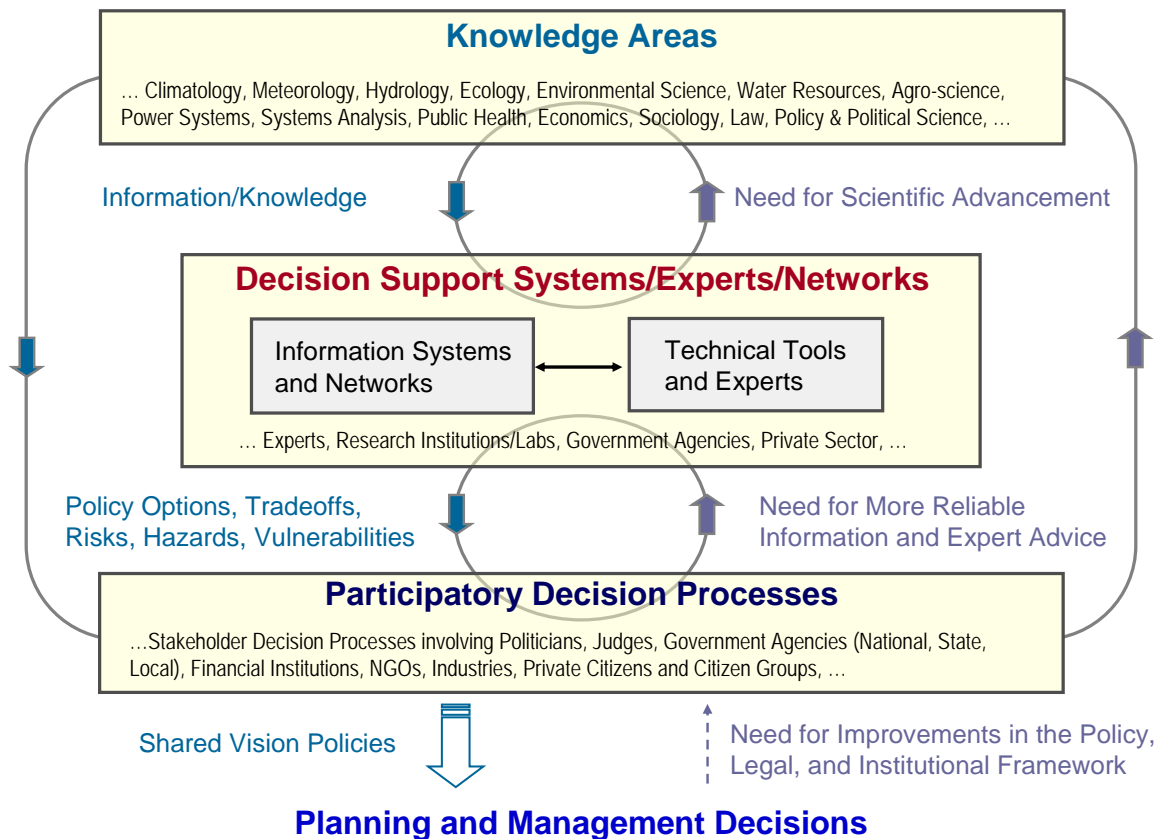 Knowledge Areas
… Climatology, Meteorology, Hydrology, Ecology, Environmental Science, Water Resources, Agro-science,
Power Systems, Systems Analysis, Public Health, Economics, Sociology, Law, Policy & Political Science, …
Information/Knowledge
Need for Scientific Advancement
Decision Support Systems/Experts/Networks
Information Systems
and Networks
Technical Tools
and Experts
… Experts, Research Institutions/Labs, Government Agencies, Private Sector, …
Policy Options, Tradeoffs,
Risks, Hazards, Vulnerabilities
Need for More Reliable
Information and Expert Advice
Participatory Decision Processes
…Stakeholder Decision Processes involving Politicians, Judges, Government Agencies (National, State,
Local), Financial Institutions, NGOs, Industries, Private Citizens and Citizen Groups, …
Shared Vision Policies
Need for Improvements in the Policy,
Legal, and Institutional Framework
Planning and Management Decisions